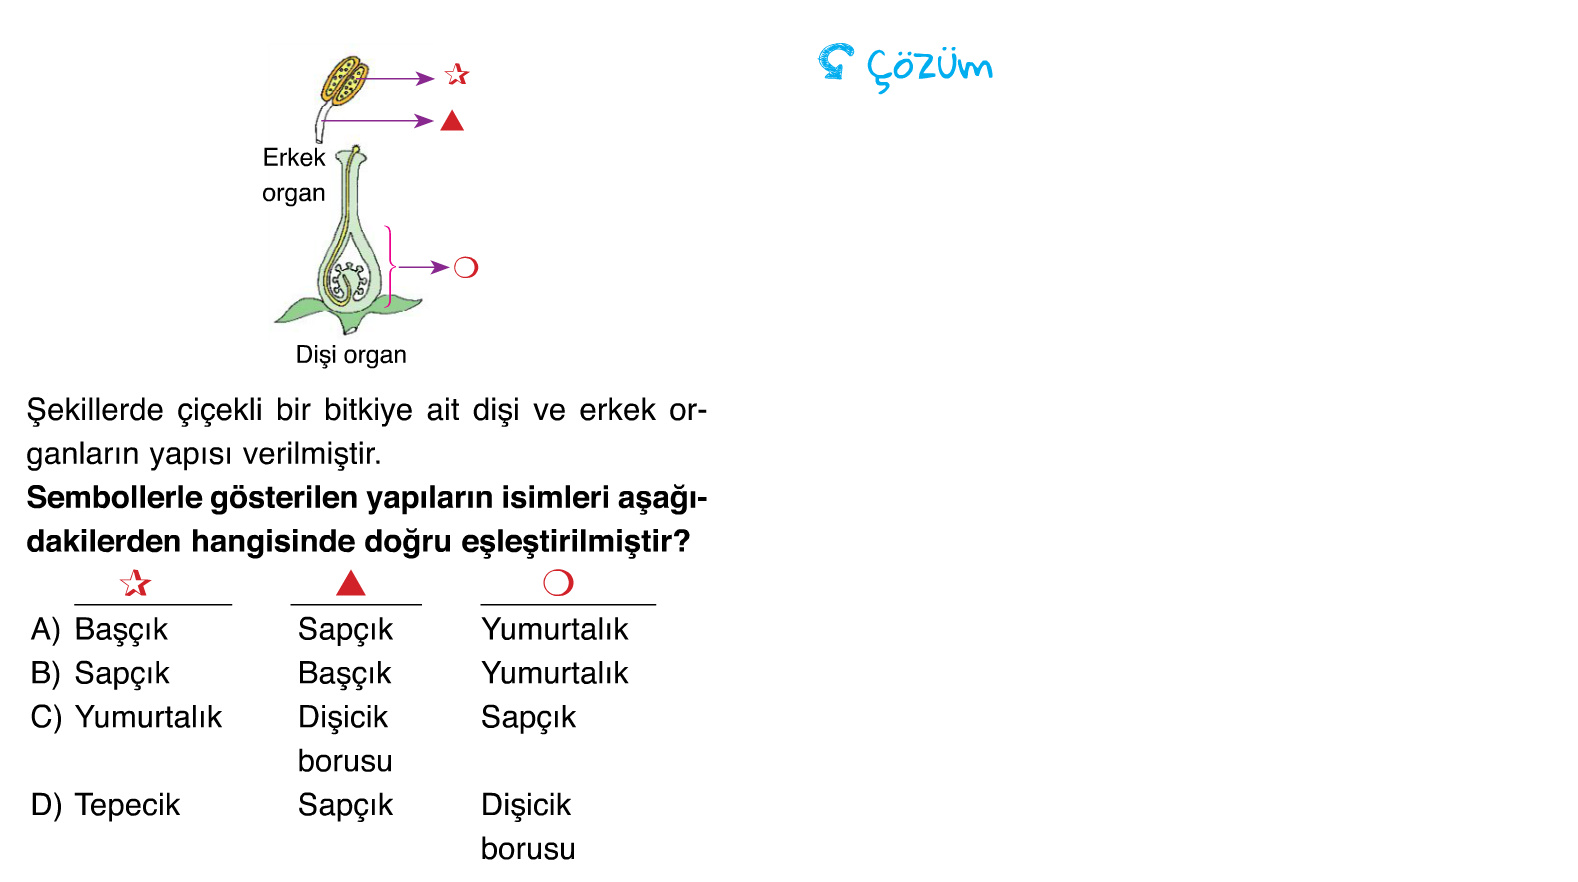 Erkek
organ
Dişi organ
Şekillerde çiçekli bir bitkiye ait dişi ve erkek or-
ganların yapısı verilmiştir.
Sembollerle gösterilen yapıların isimleri aşağı-
dakilerden hangisinde doğru eşleştirilmiştir?
A) Başçık Sapçık Yumurtalık
B) Sapçık Başçık Yumurtalık
C) Yumurtalık Dişicik Sapçık
borusu
D) Tepecik Sapçık Dişicik
borusu
Çözüm